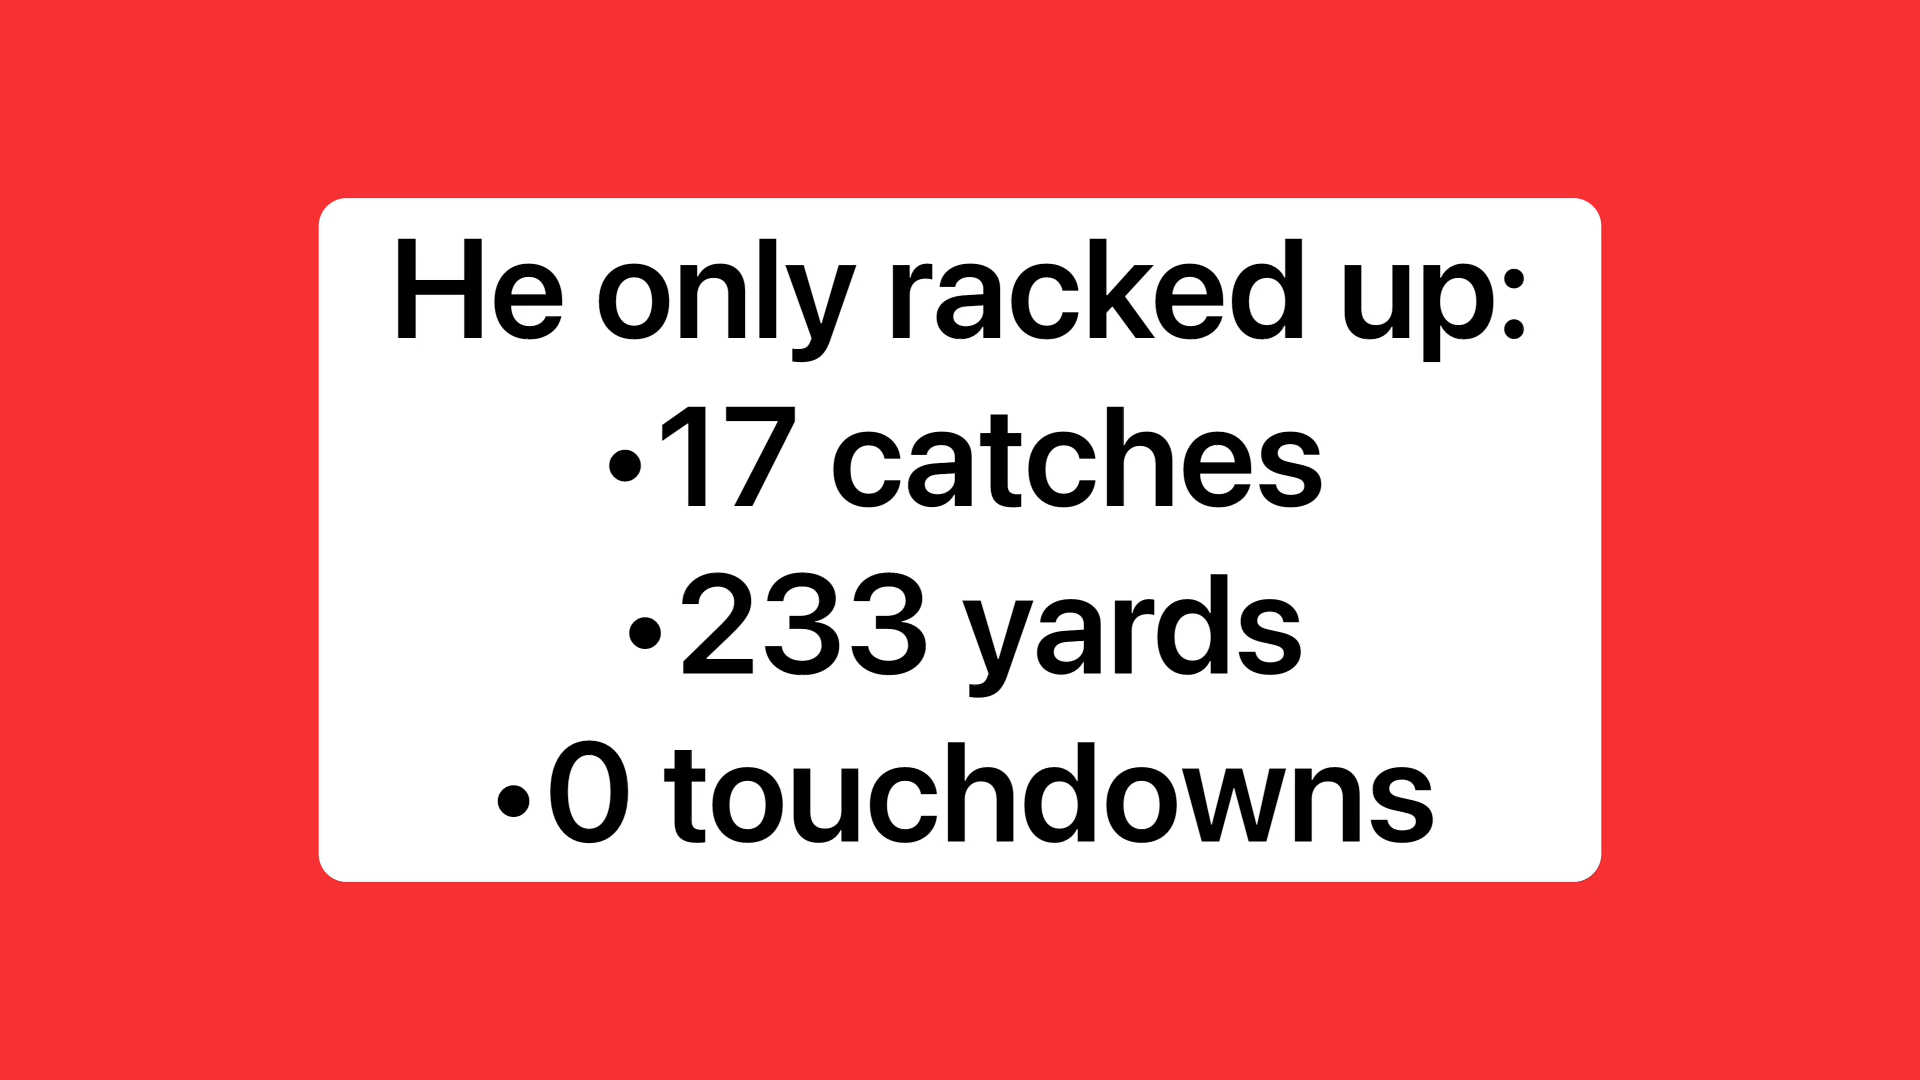 He only racked up:
•17 catches
•233 yards
•0 touchdowns